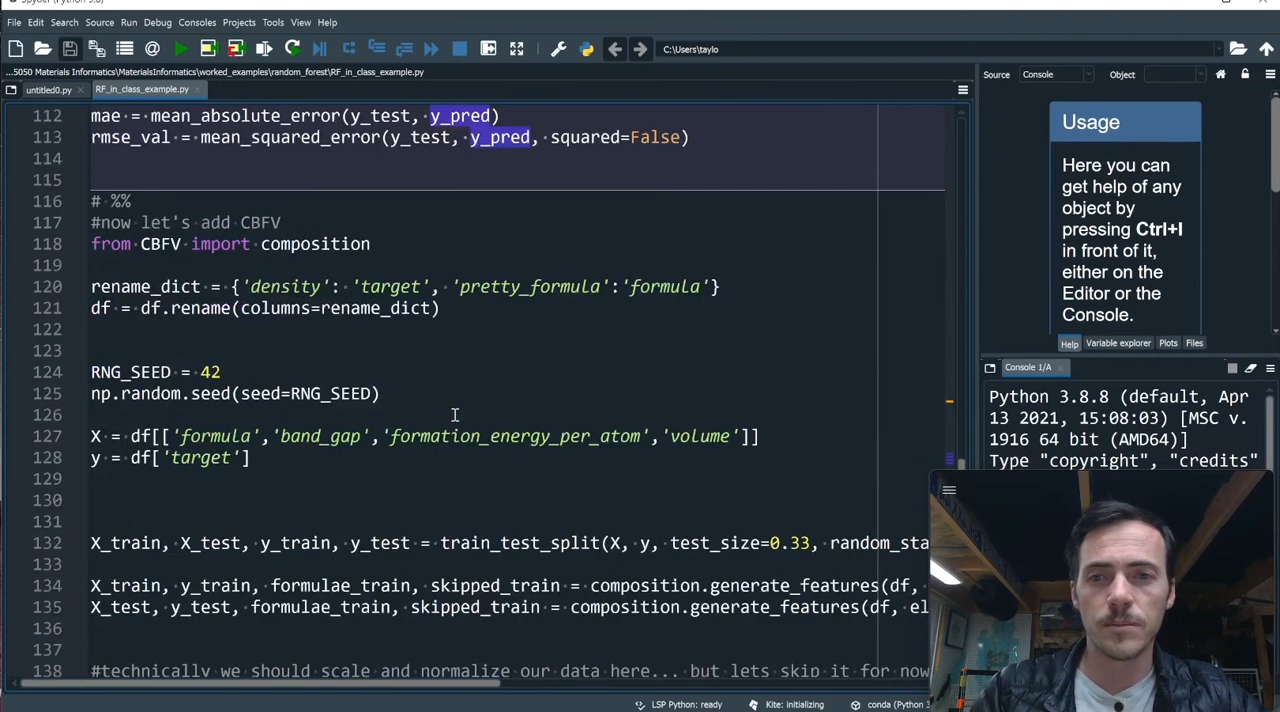 Spyder (Python 3.8)
File Edit Search Source Run Debug Consoles Projects Tools View Help
C:\Users\taylo
...5050 Materials Informatics\MaterialsInformatics\worked_examples\random_forest\RF_in_class_example.py
untitled0.py RF_in_class_example.py
112 mae = mean_absolute_error(y_test, y_pred)
113 rmse_val = mean_squared_error(y_test, y_pred, squared=False)
114
115
116 # %%
117 #now let's add CBFV
118 from CBFV import composition
119
120 rename_dict = {'density': 'target', 'pretty_formula':'formula'}
121 df = df.rename(columns=rename_dict)
122
123
124 RNG_SEED = 42
125 np.random.seed(seed=RNG_SEED)
126
127 X = df[['formula','band_gap','formation_energy_per_atom','volume']]
128 y = df['target']
129
130
131
132 X_train, X_test, y_train, y_test = train_test_split(X, y, test_size=0.33, random_sta
133
134 X_train, y_train, formulae_train, skipped_train = composition.generate_features(df,
135 X_test, y_test, formulae_train, skipped_train = composition.generate_features(df, el
136
137
138 #technically we should scale and normalize our data here... but lets skip it for now
Source Console Object
Usage
Here you can
get help of any
object by
pressing Ctrl+I
in front of it,
either on the
Editor or the
Console.
Help Variable explorer Plots Files
Console 1/A
Python 3.8.8 (default, Apr
13 2021, 15:08:03) [MSC v.
1916 64 bit (AMD64)]
Type "copyright", "credits"
LSP Python: ready Kite: initializing conda (Python 3